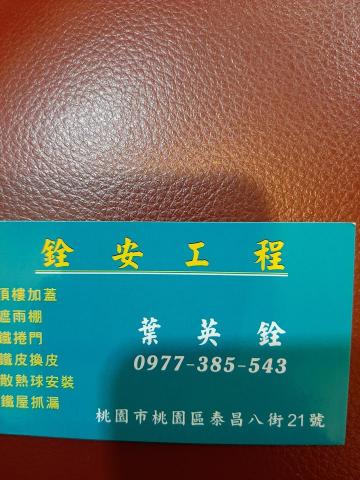 銓安工程
頂樓加蓋
遮雨棚
鐵捲門
鐵皮換皮
散熱球安裝
鐵屋抓漏
葉英銓
0977-385-543
桃園市桃園區泰昌八街21號